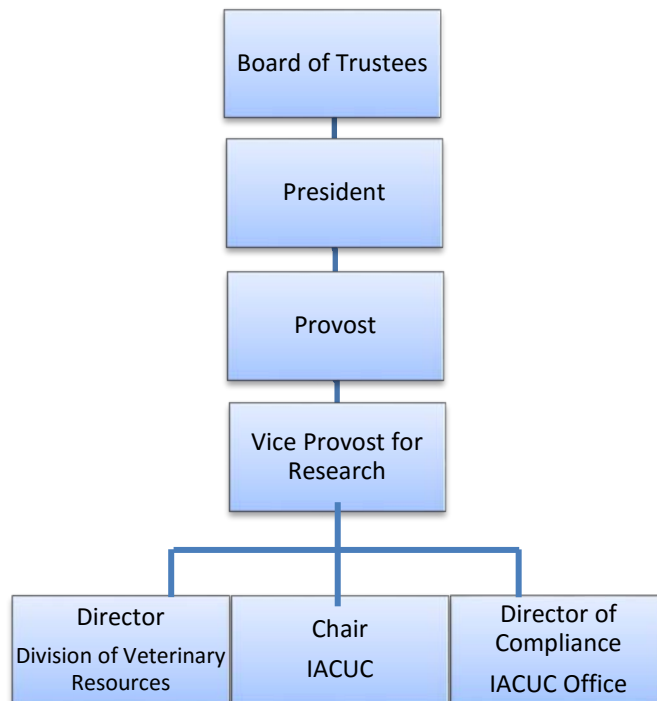 Board of Trustees
President
Provost
Vice Provost for
Research
Director
Division of Veterinary
Resources
Chair
IACUC
Director of
Compliance
IACUC Office